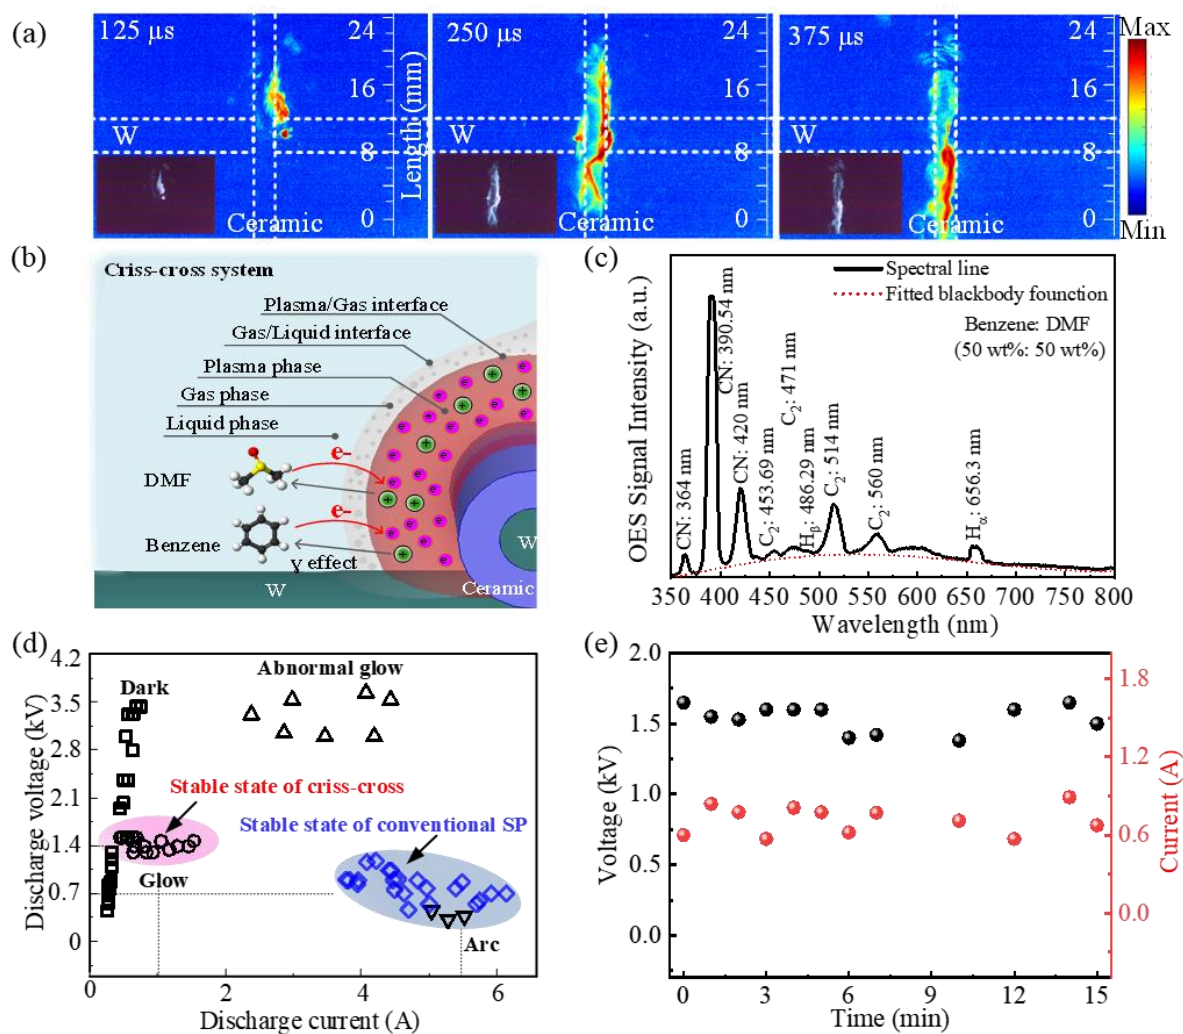 (a)
125 μs
24
16
8
0
W
Ceramic
Length (mm)
250 μs
24
16
8
0
W
Ceramic
375 μs
24
16
8
0
W
Ceramic
Max
Min
(b)
Criss-cross system
Plasma/Gas interface
Gas/Liquid interface
Plasma phase
Gas phase
Liquid phase
DMF
e-
Benzene
e-
γ effect
W
Ceramic
W
(c)
Spectral line
Fitted blackbody founction
Benzene: DMF
(50 wt%: 50 wt%)
CN: 364 nm
CN: 390.54 nm
CN: 420 nm
C₂: 453.69 nm
C₂: 471 nm
Hβ: 486.29 nm
C₂: 514 nm
C₂: 560 nm
Hα: 656.3 nm
OES Signal Intensity (a.u.)
350 400 450 500 550 600 650 700 750 800
Wavelength (nm)
(d)
4.2
3.5
2.8
2.1
1.4
0.7
0
Discharge voltage (kV)
Dark
Abnormal glow
Stable state of criss-cross
Stable state of conventional SP
Glow
Arc
0 2 4 6
Discharge current (A)
(e)
2.0
1.5
1.0
0.5
0.0
Voltage (kV)
1.8
1.2
0.6
0.0
Current (A)
0 3 6 9 12 15
Time (min)